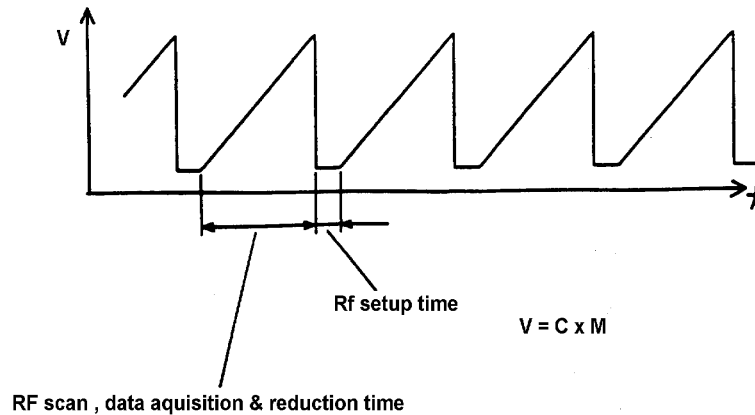 V
t
Rf setup time
V = C x M
RF scan , data aquisition & reduction time